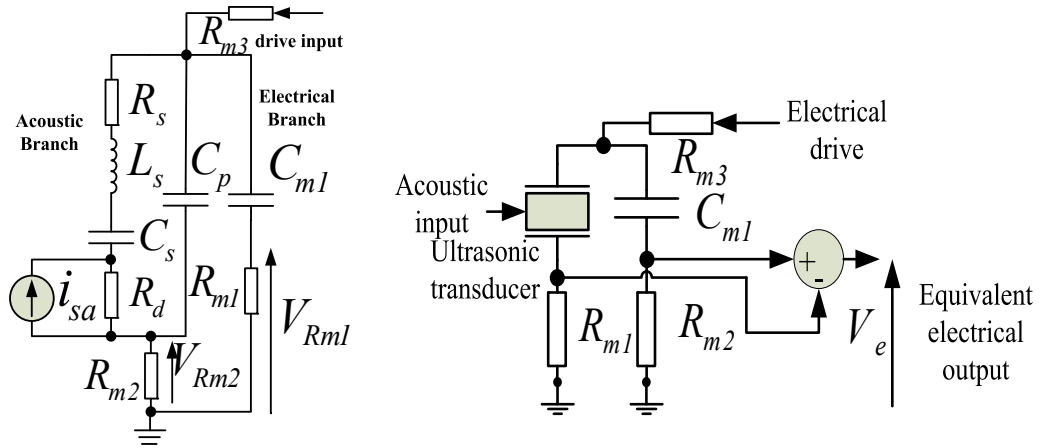 R_m3 drive input
Acoustic
Branch
R_s
Electrical
Branch
L_s
C_p
C_m1
C_s
i_sa
R_d
R_m1
V_Rm1
R_m2
V_Rm2
Electrical
drive
R_m3
Acoustic
input
C_m1
Ultrasonic
transducer
+
-
R_m1
R_m2
V_e
Equivalent
electrical
output